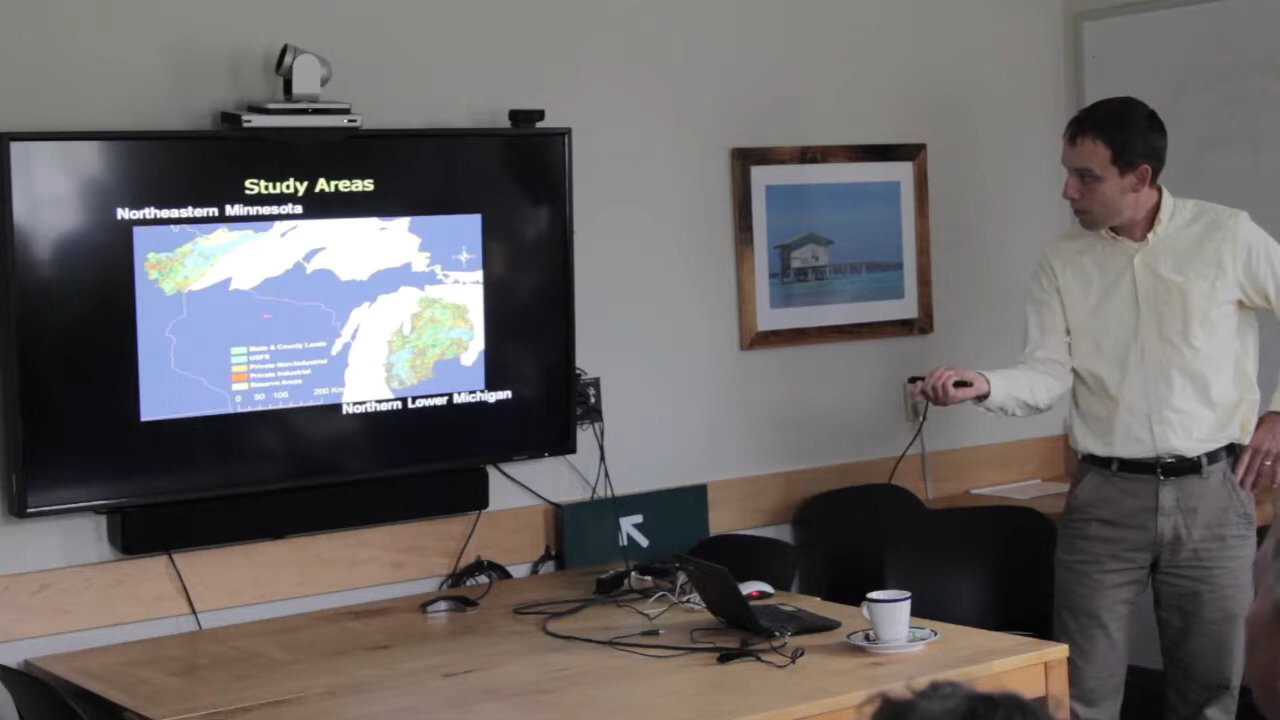 Study Areas
Northeastern Minnesota
State & County Lands
USFS
Private Non-Industrial
Private Industrial
Reserve Areas
0 50 100 200 Km
Northern Lower Michigan